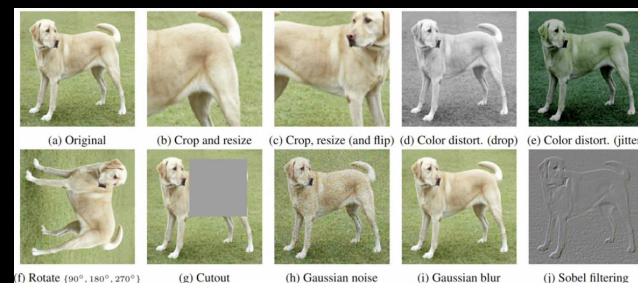 (a) Original
(b) Crop and resize
(c) Crop, resize (and flip)
(d) Color distort. (drop)
(e) Color distort. (jitter
(f) Rotate {90°, 180°, 270°}
(g) Cutout
(h) Gaussian noise
(i) Gaussian blur
(j) Sobel filtering